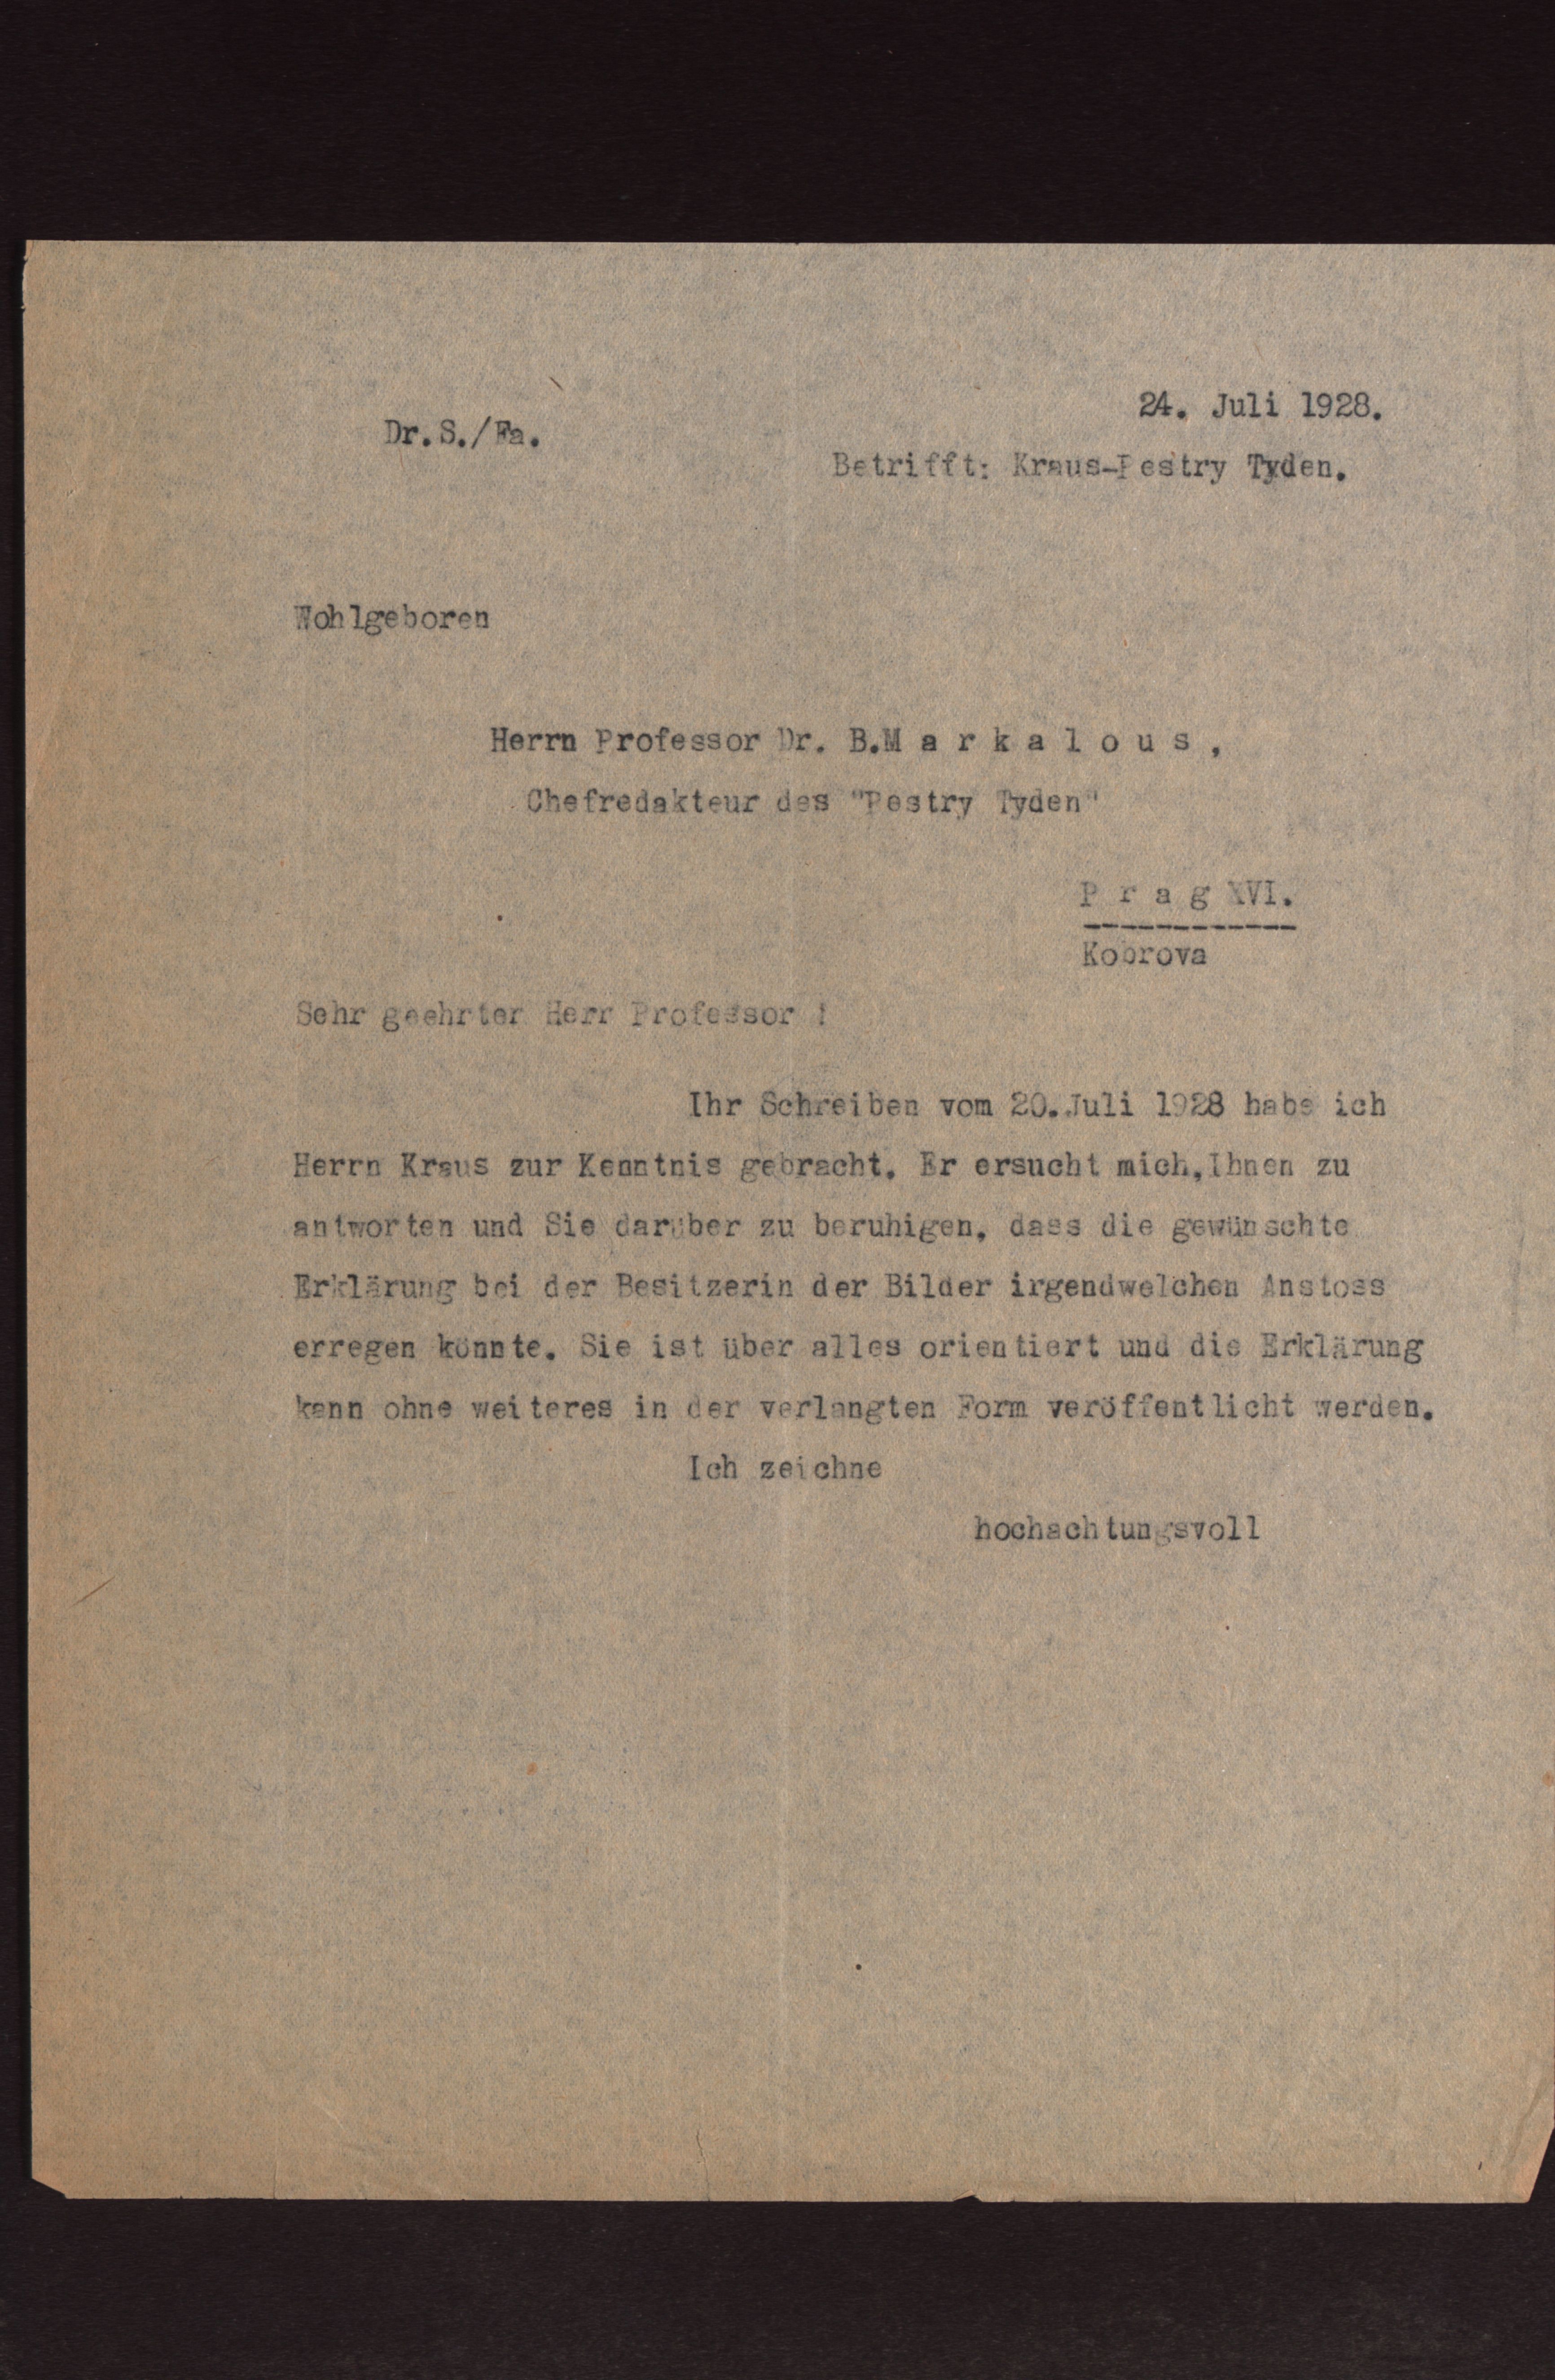 24. Juli 1928.
Dr.S./Fa.
Betrifft: Kraus-Pestry Tyden.
Wohlgeboren
Herrn Professor Dr. B.M a r k a l o u s ,
Chefredakteur des "Pestry Tyden"
P r a g XVI.
Kobrova
Sehr geehrter Herr Professor !
Ihr Schreiben vom 20.Juli 1928 habe ich
Herrn Kraus zur Kenntnis gebracht. Er ersucht mich,Ihnen zu
antworten und Sie darüber zu beruhigen, dass die gewünschte
Erklärung bei der Besitzerin der Bilder irgendwelchen Anstoss
erregen könnte. Sie ist über alles orientiert und die Erklärung
kann ohne weiteres in der verlangten Form veröffentlicht werden.
Ich zeichne
hochachtungsvoll